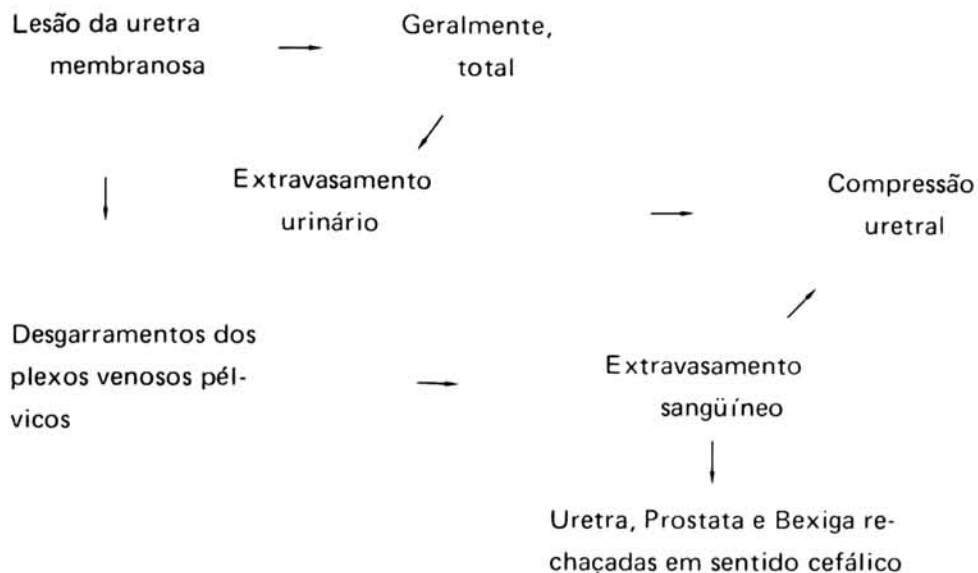 Lesão da uretra
membranosa
Geralmente,
total
Extravasamento
urinário
Compressão
uretral
Desgarramentos dos
plexos venosos pél-
vicos
Extravasamento
sangüíneo
Uretra, Prostata e Bexiga re-
chaçadas em sentido cefálico